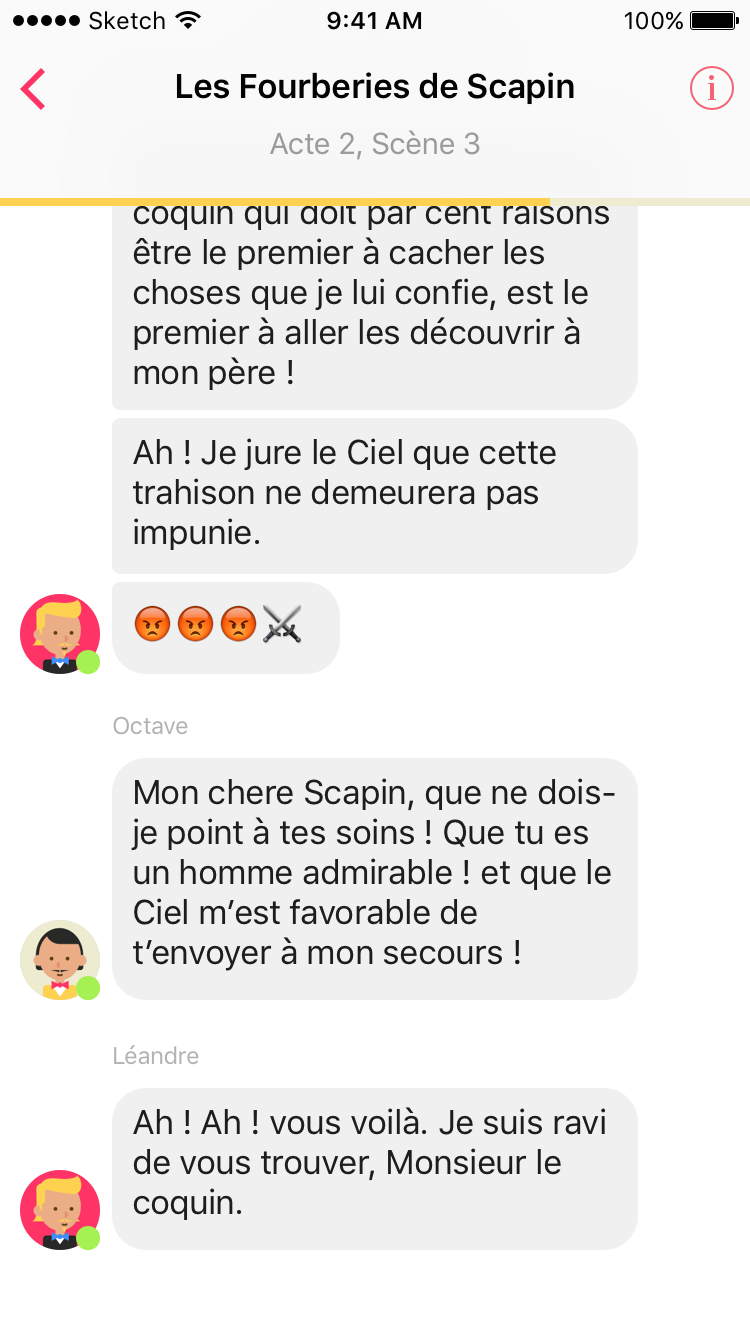 Sketch 9:41 AM 100%
Les Fourberies de Scapin
Acte 2, Scène 3
coquin qui doit par cent raisons
être le premier à cacher les
choses que je lui confie, est le
premier à aller les découvrir à
mon père !
Ah ! Je jure le Ciel que cette
trahison ne demeurera pas
impunie.
😡😡😡⚔
Octave
Mon chere Scapin, que ne dois-
je point à tes soins ! Que tu es
un homme admirable ! et que le
Ciel m’est favorable de
t’envoyer à mon secours !
Léandre
Ah ! Ah ! vous voilà. Je suis ravi
de vous trouver, Monsieur le
coquin.